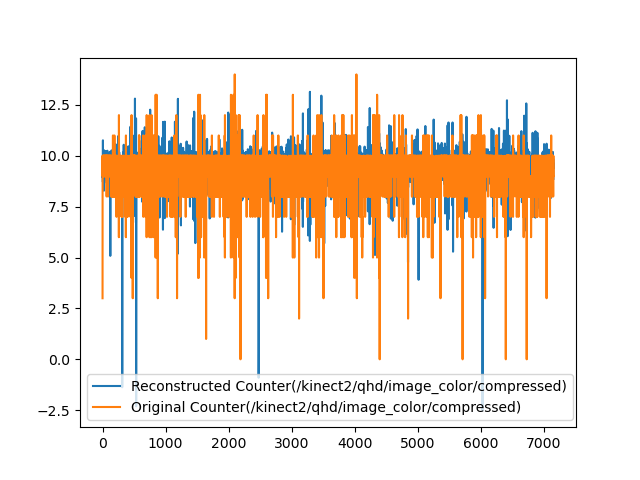 12.5
10.0
7.5
5.0
2.5
0.0
−2.5
Reconstructed Counter(/kinect2/qhd/image_color/compressed)
Original Counter(/kinect2/qhd/image_color/compressed)
0 1000 2000 3000 4000 5000 6000 7000